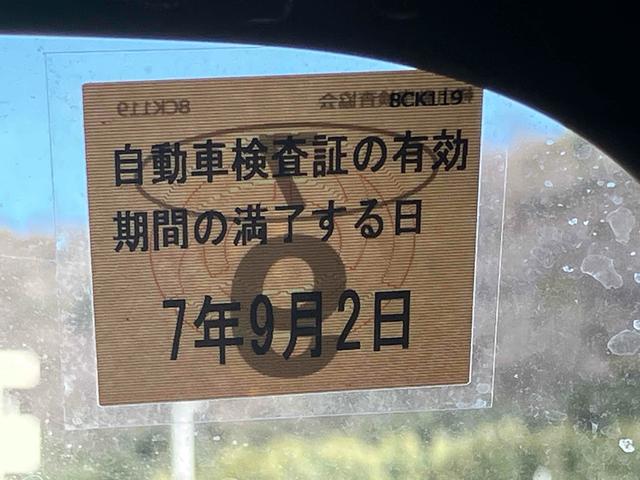 8CK119
自動車検査証の有効
期間の満了する日
7年9月2日